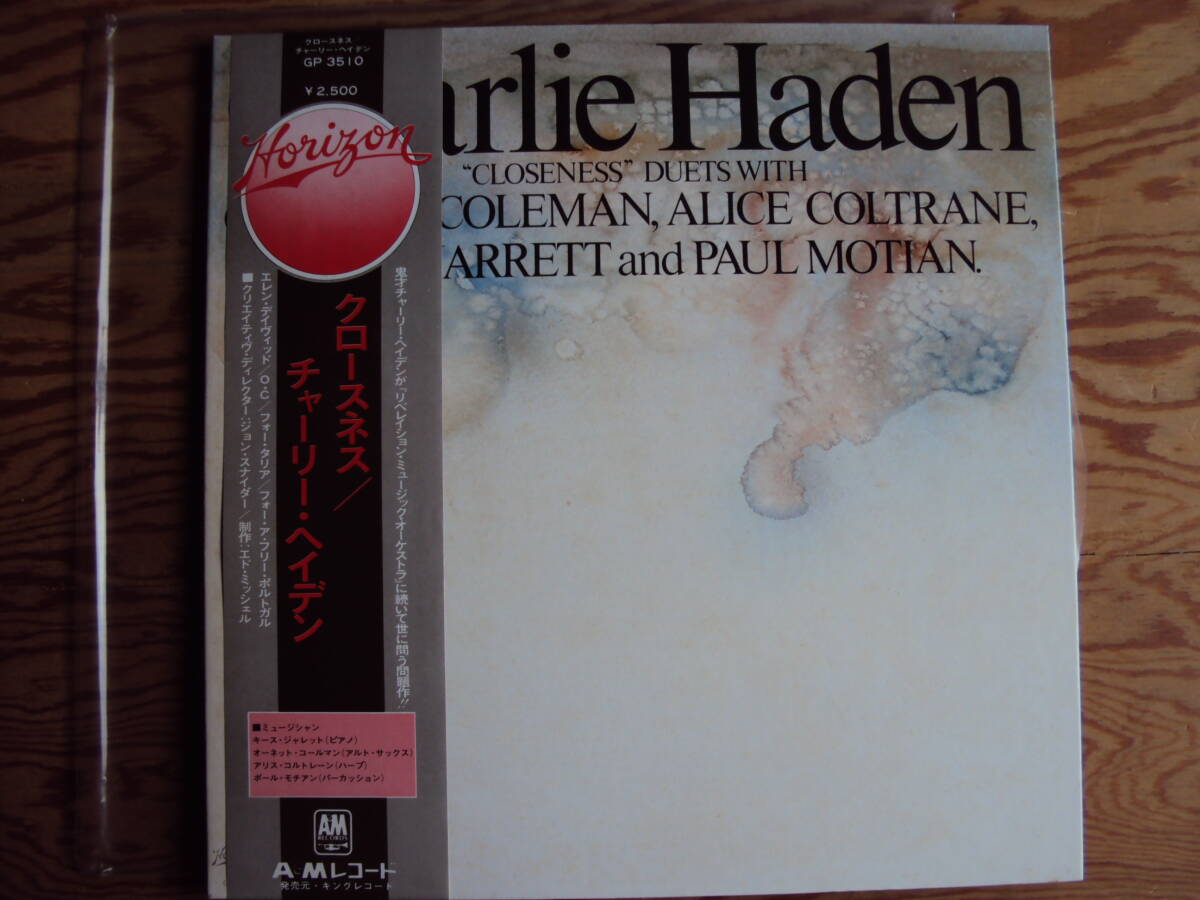 クロースネス
チャーリー・ヘイデン
GP 3510
¥2,500
Horizon
arlie Haden
"CLOSENESS" DUETS WITH
COLEMAN, ALICE COLTRANE,
ARRETT and PAUL MOTIAN.
鬼才チャーリー・ヘイデンが「リベレイション・ミュージック・オーケストラ」に続いて世に問う問題作!!
クロースネス/
チャーリー・ヘイデン
エレン・デイヴィッド/O・C/フォー・タリア/フォー・ア・フリー・ポルトガル
■クリエイティヴ・ディレクター:ジョン・スナイダー/制作:エド・ミッシェル
■ミュージシャン
キース・ジャレット(ピアノ)
オーネット・コールマン(アルト・サックス)
アリス・コルトレーン(ハープ)
ポール・モチアン(パーカッション)
A&M
RECORDS
A&Mレコード
発売元・キングレコード